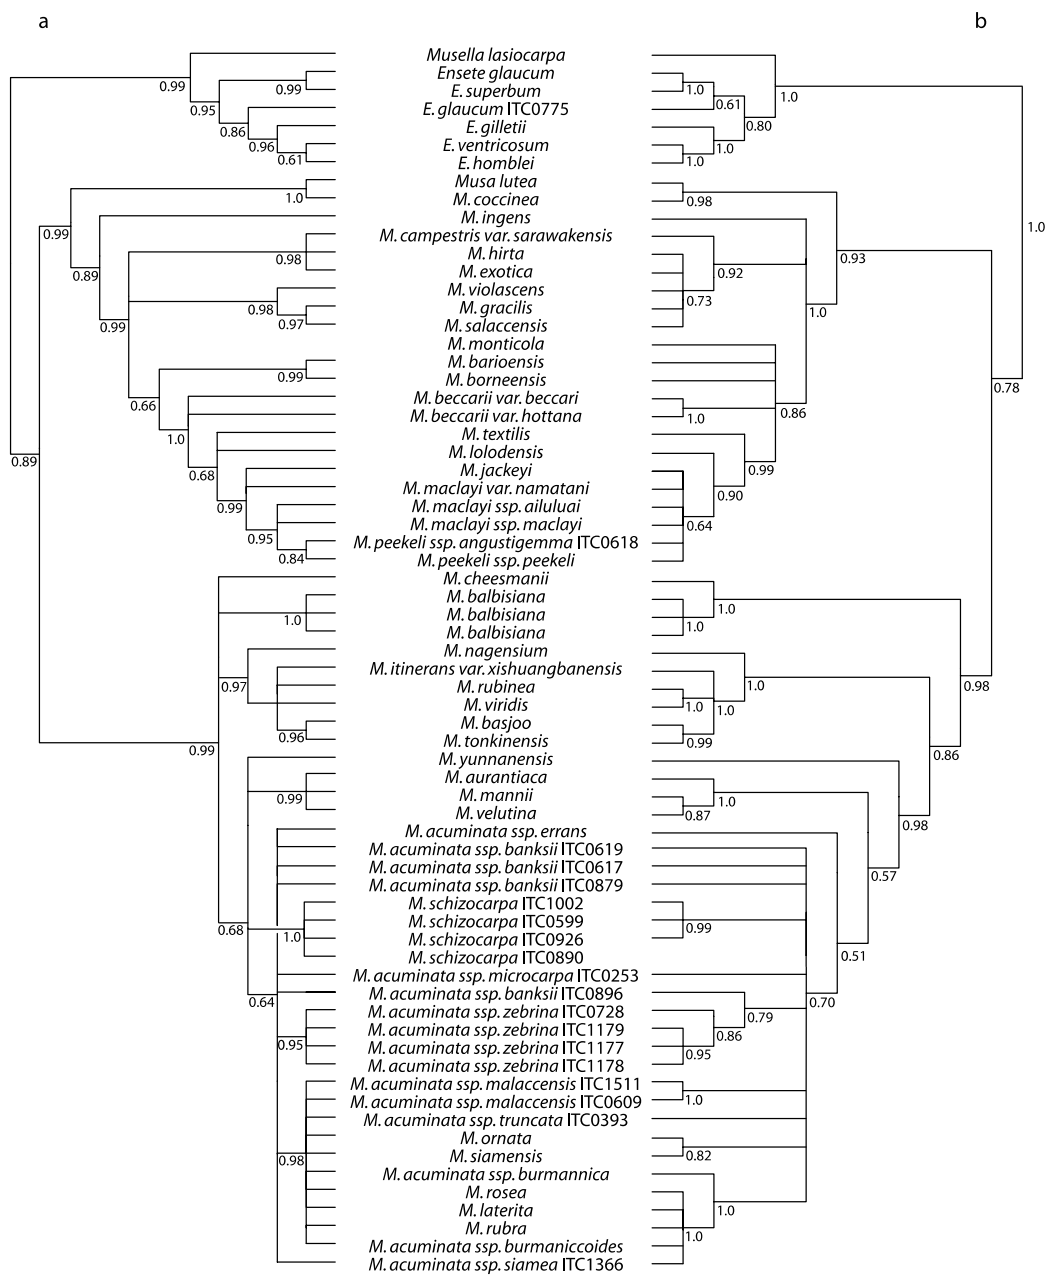 a b
Musella lasiocarpa
Ensete glaucum
0.99 0.99 1.0 1.0
E. superbum
0.95 0.61
E. glaucum ITC0775
0.86 0.80
E. gilletii
0.96 1.0
E. ventricosum
0.61 1.0
E. homblei
Musa lutea
1.0 0.98
M. coccinea
M. ingens
1.0
0.99
M. campestris var. sarawakensis
M. hirta
0.98 0.93
M. exotica
0.89 0.92
M. violascens
0.73
M. gracilis
0.98 1.0
0.99 0.97
M. salaccensis
M. monticola
M. barioensis
0.99
M. borneensis
0.78
M. beccarii var. beccari
0.66 0.86
M. beccarii var. hottana
1.0 1.0
M. textilis
M. lolodensis
0.89
0.68 0.99
M. jackeyi
M. maclayi var. namatani
0.90
0.99
M. maclayi ssp. ailuluai
0.64
M. maclayi ssp. maclayi
0.95
M. peekeli ssp. angustigemma ITC0618
0.84
M. peekeli ssp. peekeli
M. cheesmanii
M. balbisiana
1.0
M. balbisiana
1.0 1.0
M. balbisiana
M. nagensium
M. itinerans var. xishuangbanensis
0.97 1.0 0.98
M. rubinea
M. viridis
1.0 1.0
M. basjoo
0.96 0.99
M. tonkinensis
0.99 0.86
M. yunnanensis
M. aurantiaca
M. mannii
0.99 1.0
M. velutina
0.87 0.98
M. acuminata ssp. errans
M. acuminata ssp. banksii ITC0619
M. acuminata ssp. banksii ITC0617
0.57
M. acuminata ssp. banksii ITC0879
M. schizocarpa ITC1002
M. schizocarpa ITC0599
0.68 0.99
M. schizocarpa ITC0926
1.0
M. schizocarpa ITC0890
0.51
M. acuminata ssp. microcarpa ITC0253
M. acuminata ssp. banksii ITC0896
0.64 0.70
M. acuminata ssp. zebrina ITC0728
0.79
M. acuminata ssp. zebrina ITC1179
0.86
M. acuminata ssp. zebrina ITC1177
0.95 0.95
M. acuminata ssp. zebrina ITC1178
M. acuminata ssp. malaccensis ITC1511
1.0
M. acuminata ssp. malaccensis ITC0609
M. acuminata ssp. truncata ITC0393
M. ornata
0.98 0.82
M. siamensis
M. acuminata ssp. burmannica
M. rosea
1.0
M. laterita
M. rubra
1.0
M. acuminata ssp. burmaniccoides
M. acuminata ssp. siamea ITC1366